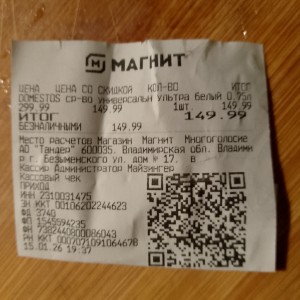 МАГНИТ
ЦЕНА ЦЕНА СО СКИДКОЙ КОЛ-ВО ИТОГ
DOMESTOS ср-во универсальн ультра белый 0.75л
299.99 149.99 1шт. 149.99
ИТОГ 149.99
БЕЗНАЛИЧНЫМИ 149.99
Место расчетов Магазин Магнит Многоголосие
АО "Тандер" 600035, Владимирская обл. Владими
р г. Безыменского ул. дом № 17. в
Кассир Администратор Майзингер
Кассовый чек
ПРИХОД
ИНН 2310031475
ЗН ККТ 00106202244623
ФД 3740
ФП 1545594235
ФН 7382440800086043
РН ККТ 0007071091064678
15.01.26 19:37